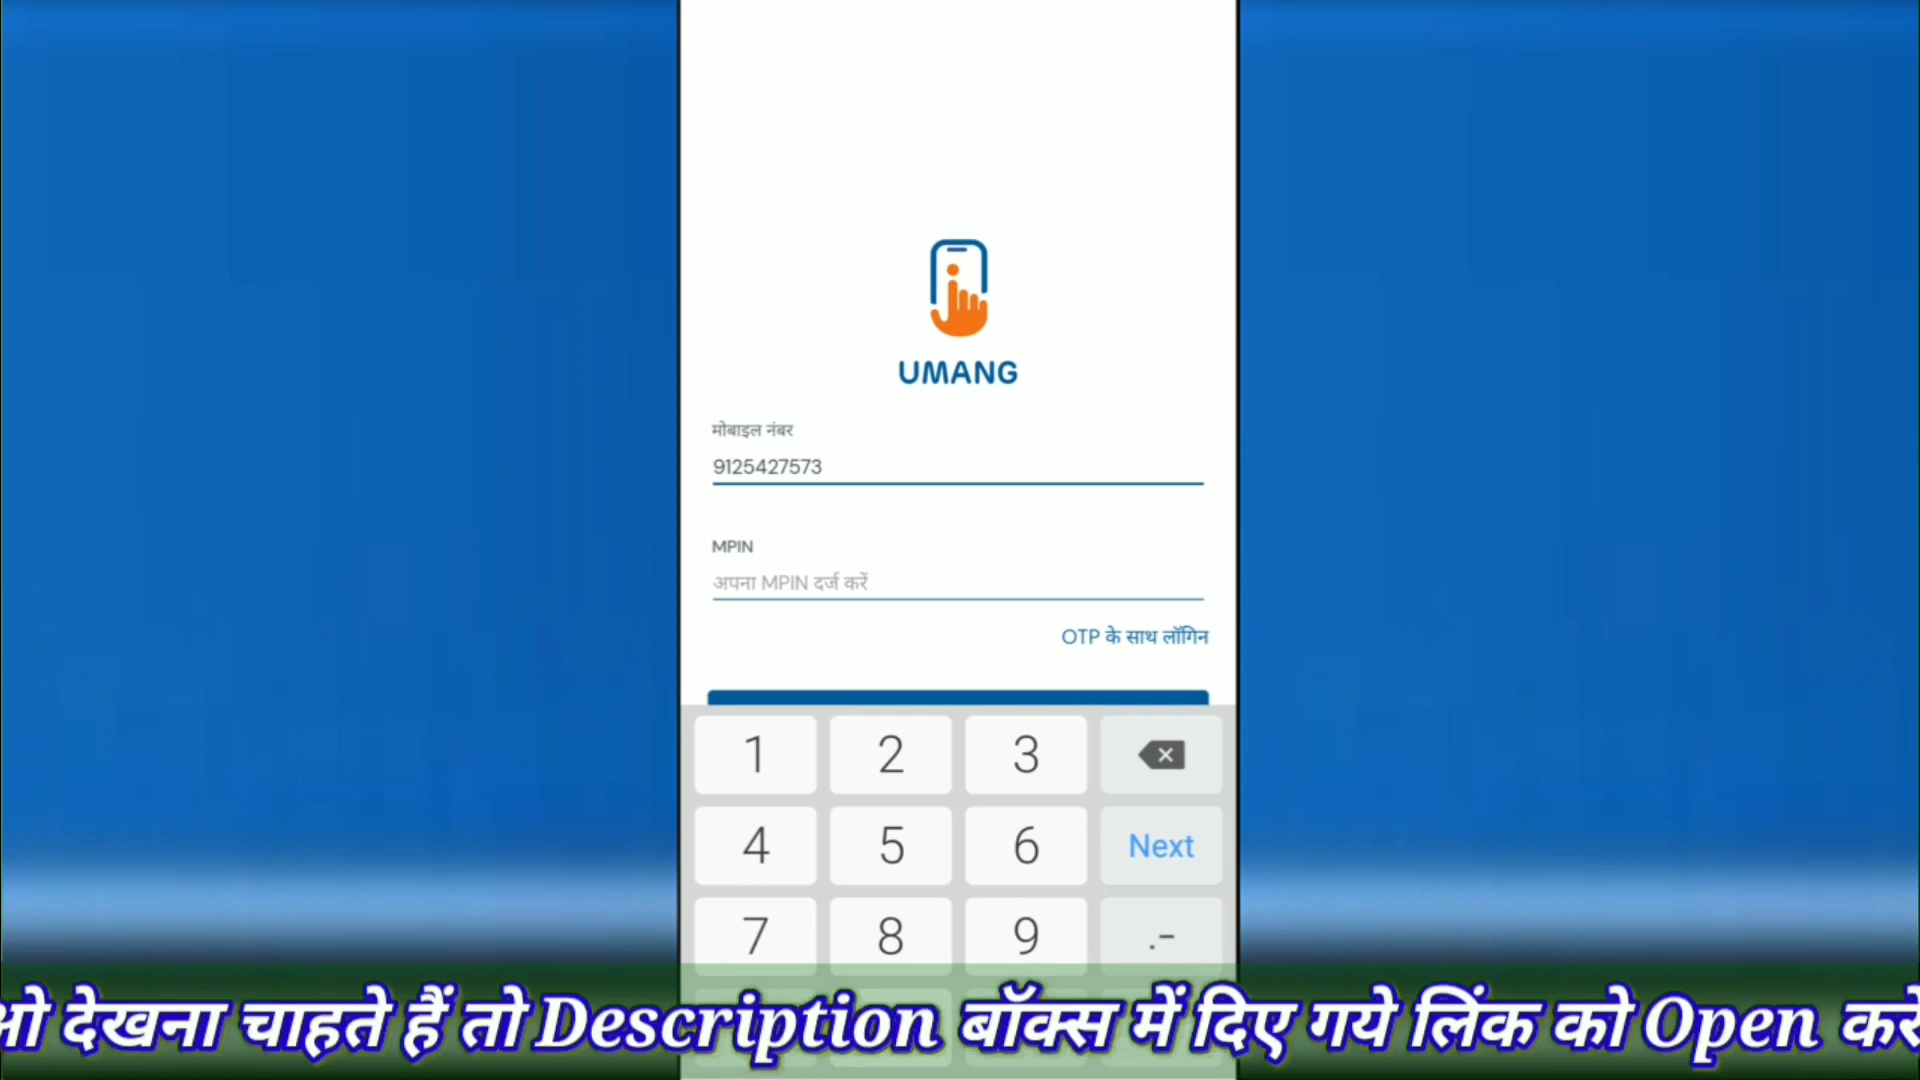 UMANG
मोबाइल नंबर
9125427573
MPIN
अपना MPIN दर्ज करें
OTP के साथ लॉगिन
1 2 3
4 5 6 Next
7 8 9 .-
देखना चाहते हैं तो Description बॉक्स में दिए गये लिंक को Open